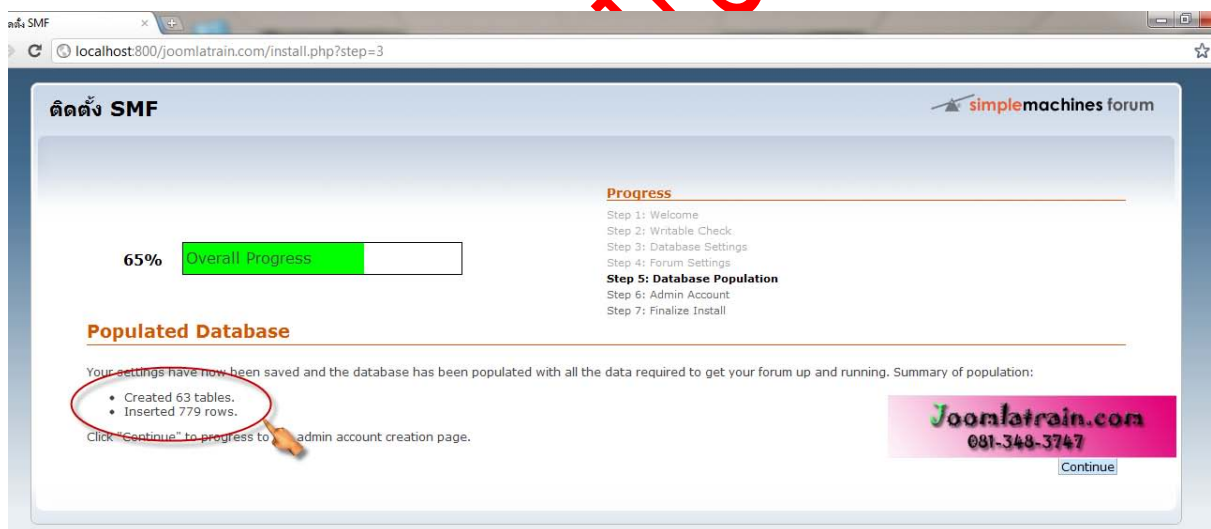 ติดตั้ง SMF
localhost:800/joomlatrain.com/install.php?step=3
ติดตั้ง SMF
simplemachines forum
Progress
Step 1: Welcome
Step 2: Writable Check
Step 3: Database Settings
Step 4: Forum Settings
Step 5: Database Population
Step 6: Admin Account
Step 7: Finalize Install
65% Overall Progress
Populated Database
Your settings have now been saved and the database has been populated with all the data required to get your forum up and running. Summary of population:
• Created 63 tables.
• Inserted 779 rows.
Click "Continue" to progress to admin account creation page.
Joomlatrain.com
081-348-3747
Continue